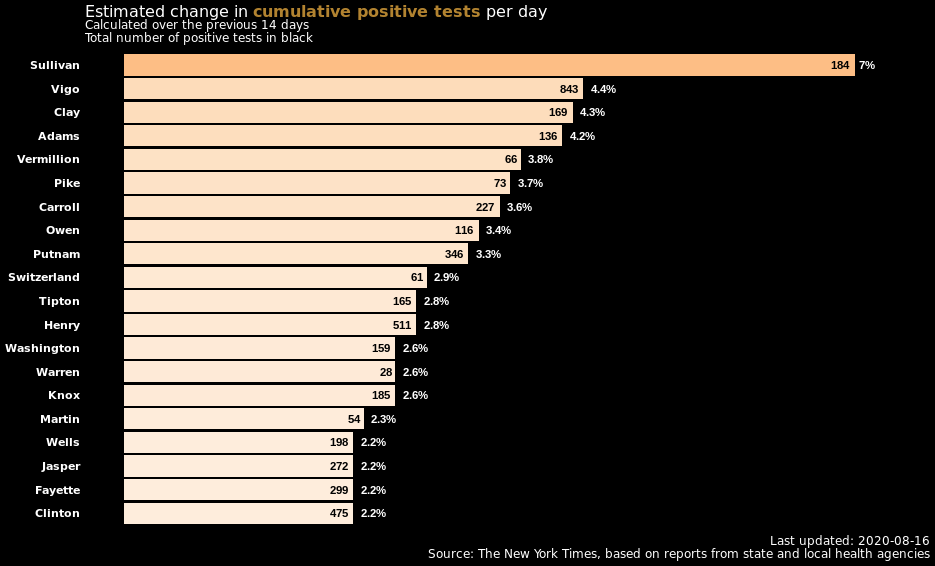 Estimated change in cumulative positive tests per day
Calculated over the previous 14 days
Total number of positive tests in black
Sullivan 184 7%
Vigo 843 4.4%
Clay 169 4.3%
Adams 136 4.2%
Vermillion 66 3.8%
Pike 73 3.7%
Carroll 227 3.6%
Owen 116 3.4%
Putnam 346 3.3%
Switzerland 61 2.9%
Tipton 165 2.8%
Henry 511 2.8%
Washington 159 2.6%
Warren 28 2.6%
Knox 185 2.6%
Martin 54 2.3%
Wells 198 2.2%
Jasper 272 2.2%
Fayette 299 2.2%
Clinton 475 2.2%
Last updated: 2020-08-16
Source: The New York Times, based on reports from state and local health agencies